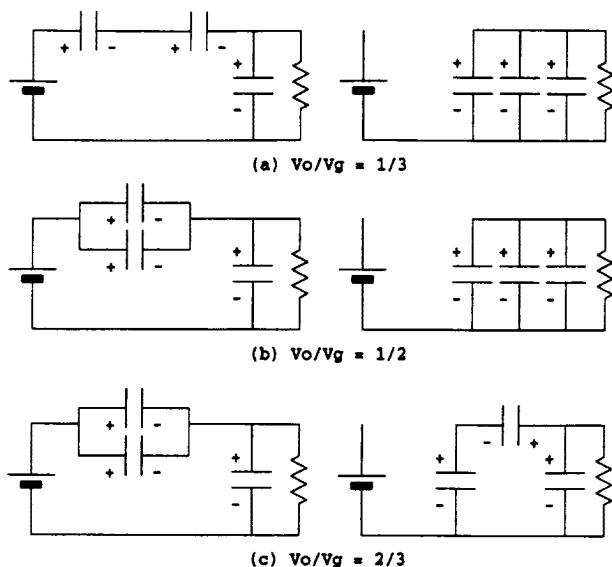 + - + - + - + - + - + -
(a) Vo/Vg = 1/3
+ - + - + - + - + - + -
(b) Vo/Vg = 1/2
+ - + - + - + - - + + -
(c) Vo/Vg = 2/3